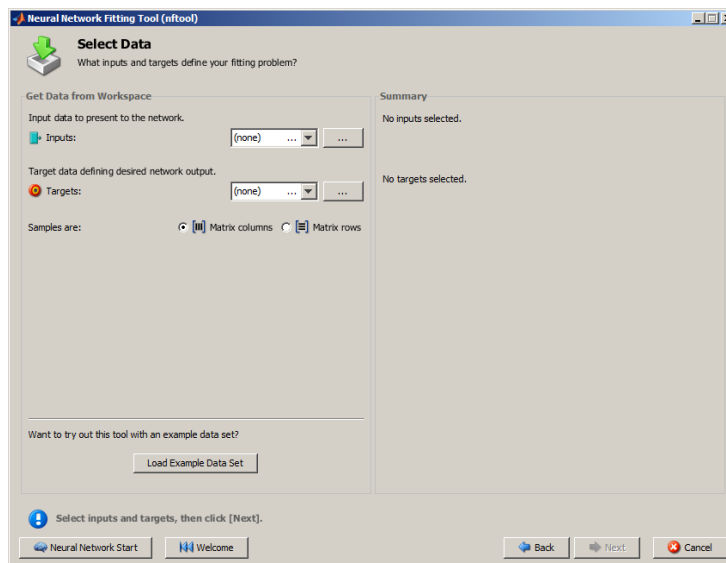 Neural Network Fitting Tool (nftool)
Select Data
What inputs and targets define your fitting problem?
Get Data from Workspace
Input data to present to the network.
Inputs:
(none) ...
...
Target data defining desired network output.
Targets:
(none) ...
...
Samples are:
Matrix columns
Matrix rows
Want to try out this tool with an example data set?
Load Example Data Set
Summary
No inputs selected.
No targets selected.
Select inputs and targets, then click [Next].
Neural Network Start
Welcome
Back
Next
Cancel